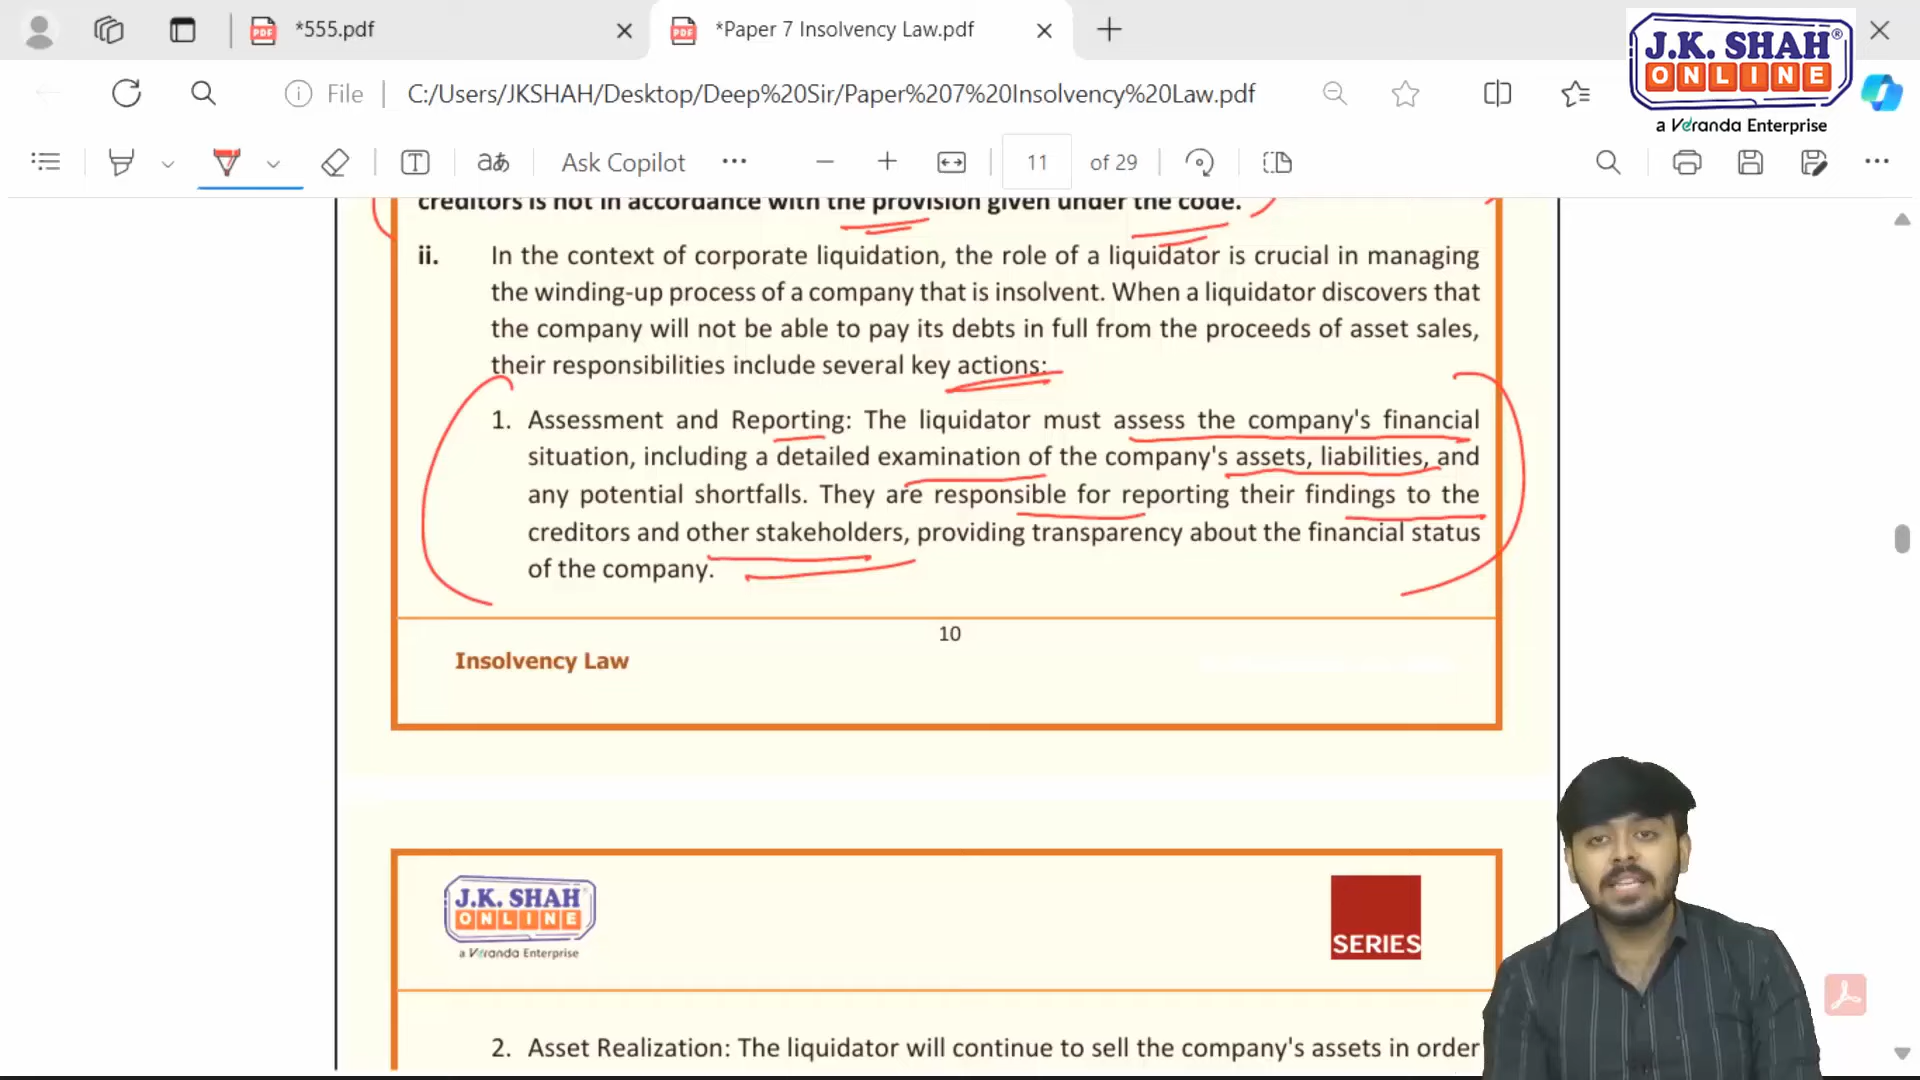 *555.pdf
*Paper 7 Insolvency Law.pdf
J.K. SHAH®
ONLINE
a Veranda Enterprise
File
C:/Users/JKSHAH/Desktop/Deep%20Sir/Paper%207%20Insolvency%20Law.pdf
aあ
Ask Copilot
11
of 29
creditors is not in accordance with the provision given under the code.
ii. In the context of corporate liquidation, the role of a liquidator is crucial in managing
the winding-up process of a company that is insolvent. When a liquidator discovers that
the company will not be able to pay its debts in full from the proceeds of asset sales,
their responsibilities include several key actions:
1. Assessment and Reporting: The liquidator must assess the company's financial
situation, including a detailed examination of the company's assets, liabilities, and
any potential shortfalls. They are responsible for reporting their findings to the
creditors and other stakeholders, providing transparency about the financial status
of the company.
10
Insolvency Law
J.K. SHAH
ONLINE
a Veranda Enterprise
SERIES
2. Asset Realization: The liquidator will continue to sell the company's assets in order